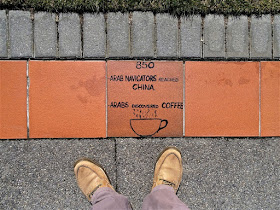 850
ARAB NAVIGATORS REACHED
CHINA
ARABS DISCOVERED COFFEE